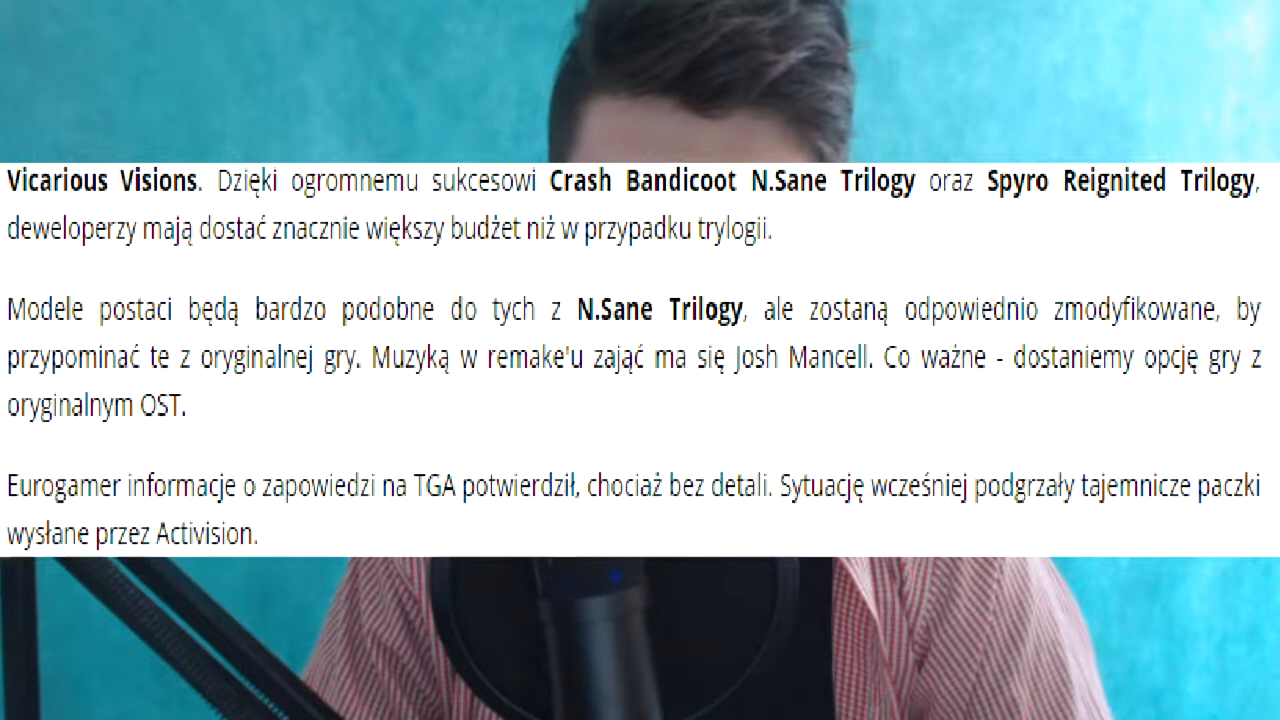 Vicarious Visions. Dzięki ogromnemu sukcesowi Crash Bandicoot N.Sane Trilogy oraz Spyro Reignited Trilogy,
deweloperzy mają dostać znacznie większy budżet niż w przypadku trylogii.
Modele postaci będą bardzo podobne do tych z N.Sane Trilogy, ale zostaną odpowiednio zmodyfikowane, by
przypominać te z oryginalnej gry. Muzyką w remake'u zająć ma się Josh Mancell. Co ważne - dostaniemy opcję gry z
oryginalnym OST.
Eurogamer informacje o zapowiedzi na TGA potwierdził, chociaż bez detali. Sytuację wcześniej podgrzały tajemnicze paczki
wysłane przez Activision.